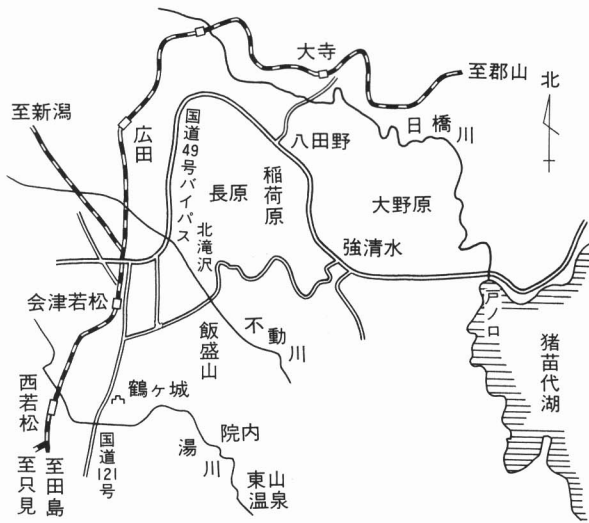 大寺
至郡山
北
至新潟
広田
国道49号バイパス
八田野
日橋川
長原
稲荷原
大野原
北滝沢
強清水
会津若松
戸ノ口
飯盛山
不動川
猪苗代湖
西若松
鶴ヶ城
国道121号
湯川
院内
東山温泉
至只見
至田島